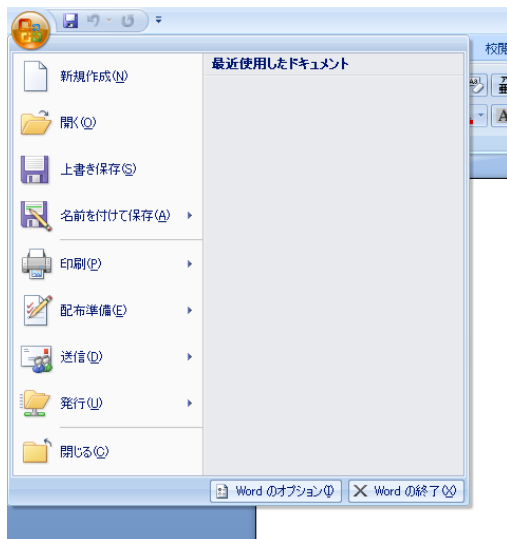 最近使用したドキュメント
新規作成(N)
開く(O)
上書き保存(S)
名前を付けて保存(A)
印刷(P)
配布準備(E)
送信(D)
発行(U)
閉じる(C)
Word のオプション(I)
Word の終了(X)
校閲